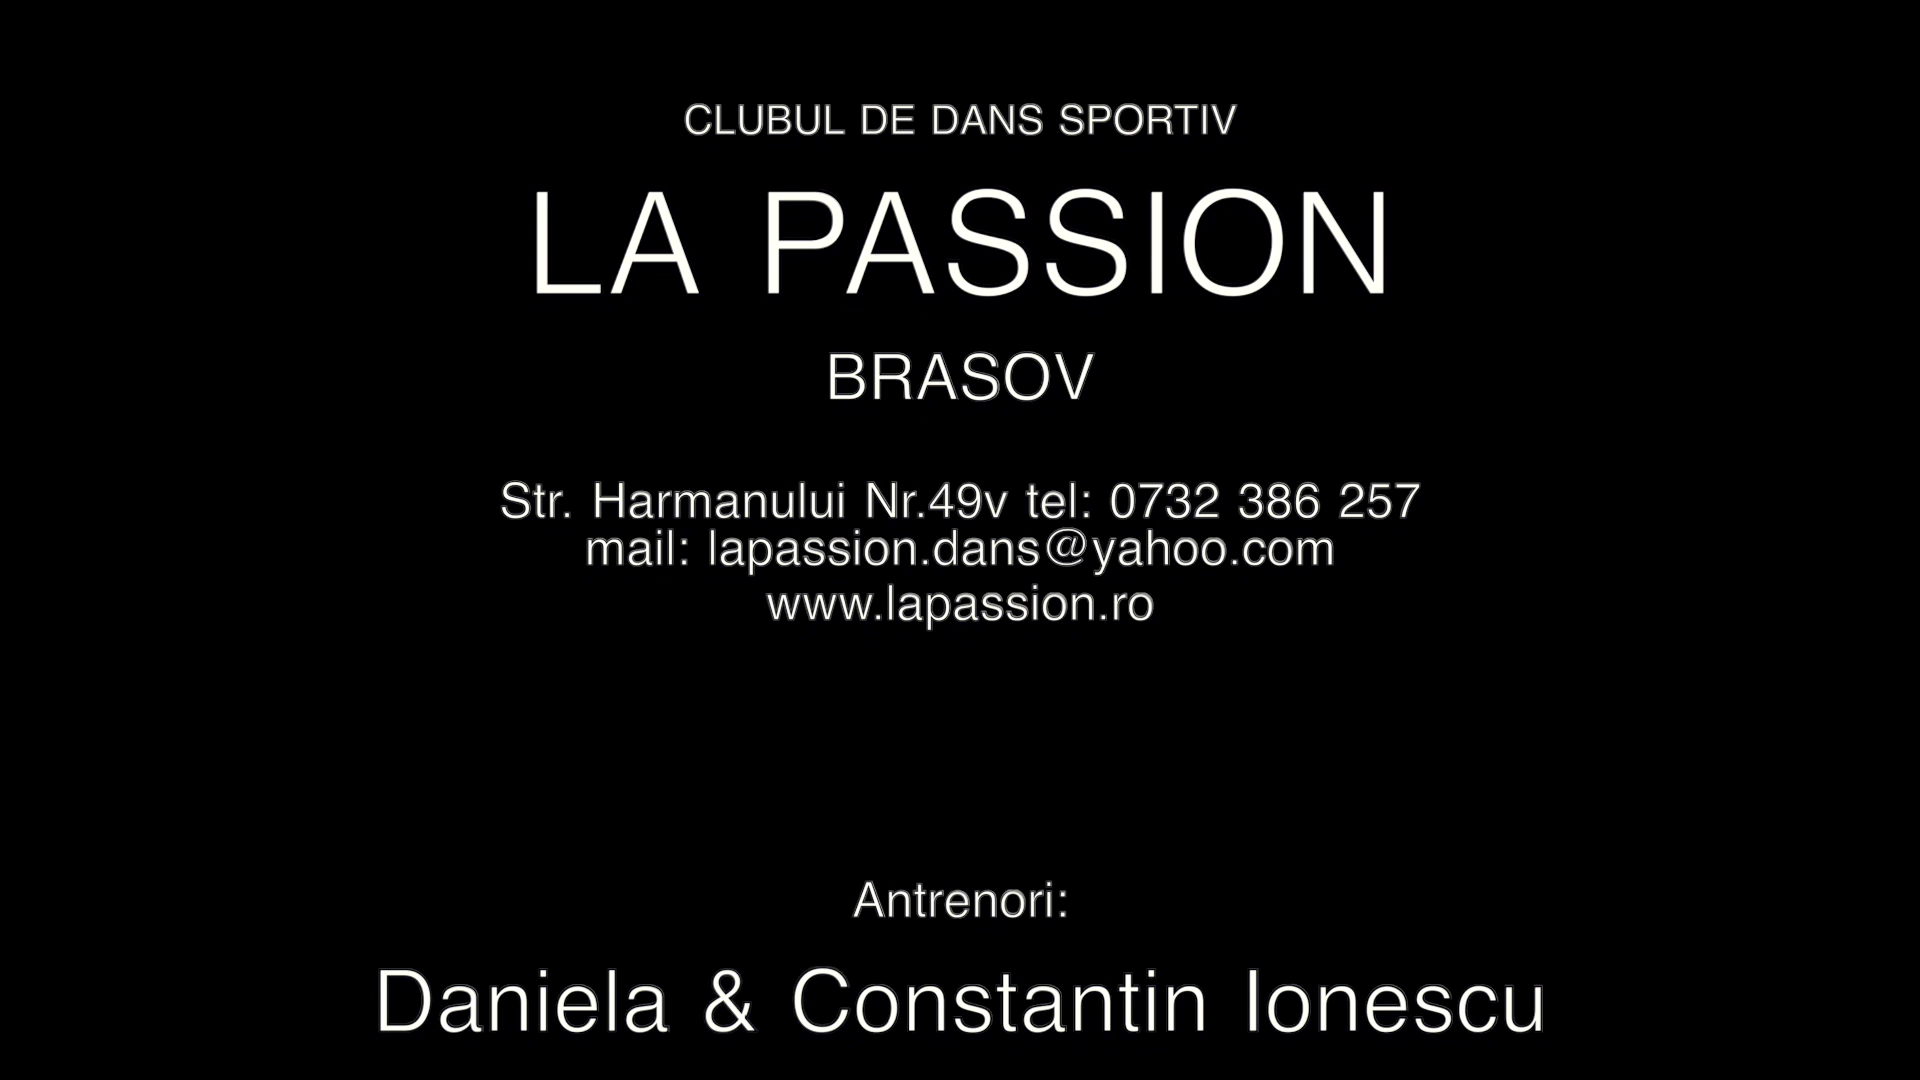 CLUBUL DE DANS SPORTIV
LA PASSION
BRASOV
Str. Harmanului Nr.49v tel: 0732 386 257
mail: lapassion.dans@yahoo.com
www.lapassion.ro
Antrenori:
Daniela & Constantin Ionescu